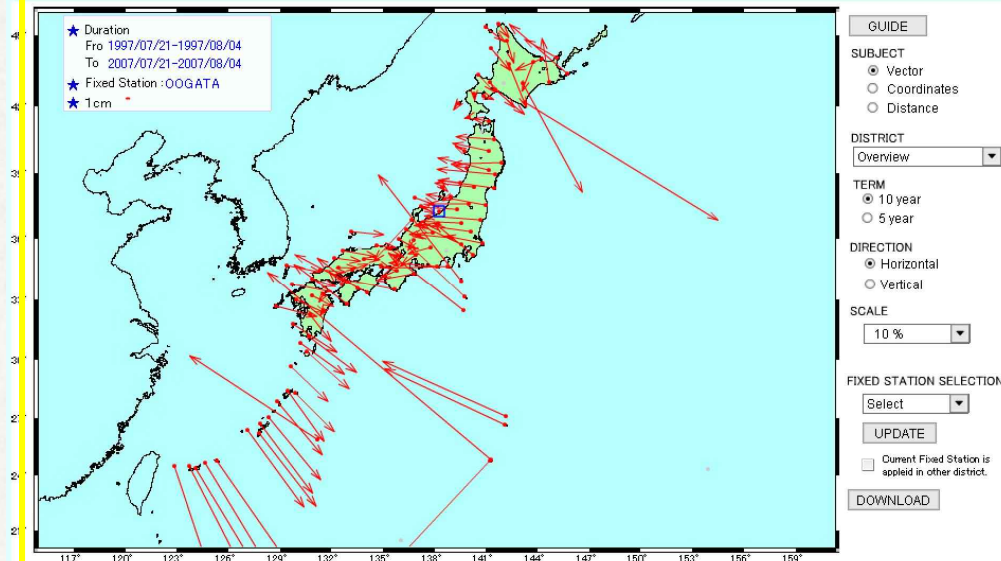 ★ Duration
Fro 1997/07/21-1997/08/04
To 2007/07/21-2007/08/04
★ Fixed Station :OOGATA
★ 1cm
117°
120°
123°
126°
129°
132°
135°
138°
141°
144°
147°
150°
153°
156°
159°
GUIDE
SUBJECT
Vector
Coordinates
Distance
DISTRICT
Overview
TERM
10 year
5 year
DIRECTION
Horizontal
Vertical
SCALE
10 %
FIXED STATION SELECTION
Select
UPDATE
Current Fixed Station is
appleid in other district.
DOWNLOAD